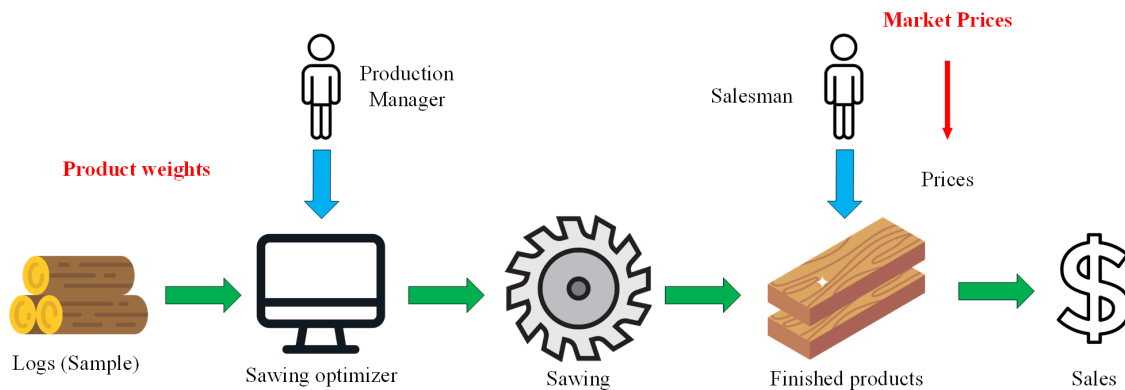 Market Prices
Production
Manager
Salesman
Product weights
Prices
Logs (Sample)
Sawing optimizer
Sawing
Finished products
Sales